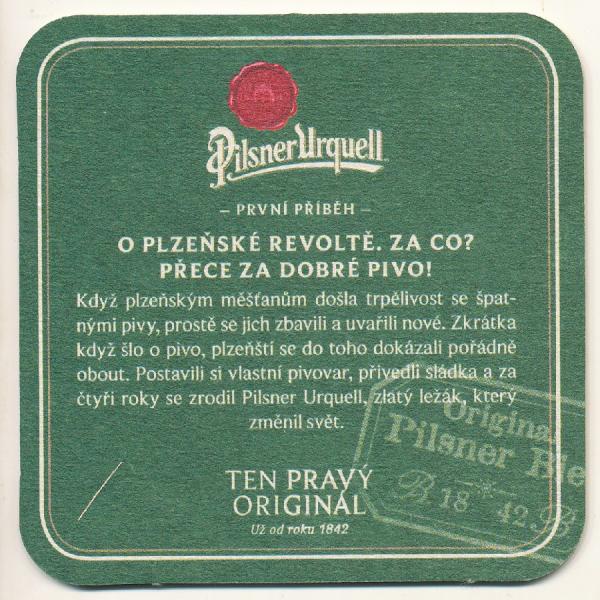 Pilsner Urquell
– PRVNÍ PŘÍBĚH –
O PLZEŇSKÉ REVOLTĚ. ZA CO?
PŘECE ZA DOBRÉ PIVO!
Když plzeňským měšťanům došla trpělivost se špat-
nými pivy, prostě se jich zbavili a uvařili nové. Zkrátka
když šlo o pivo, plzeňští se do toho dokázali pořádně
obout. Postavili si vlastní pivovar, přivedli sládka a za
čtyři roky se zrodil Pilsner Urquell, zlatý ležák, který
změnil svět.
Original
Pilsner Bie
B 18 42 B
TEN PRAVÝ
ORIGINÁL
Už od roku 1842